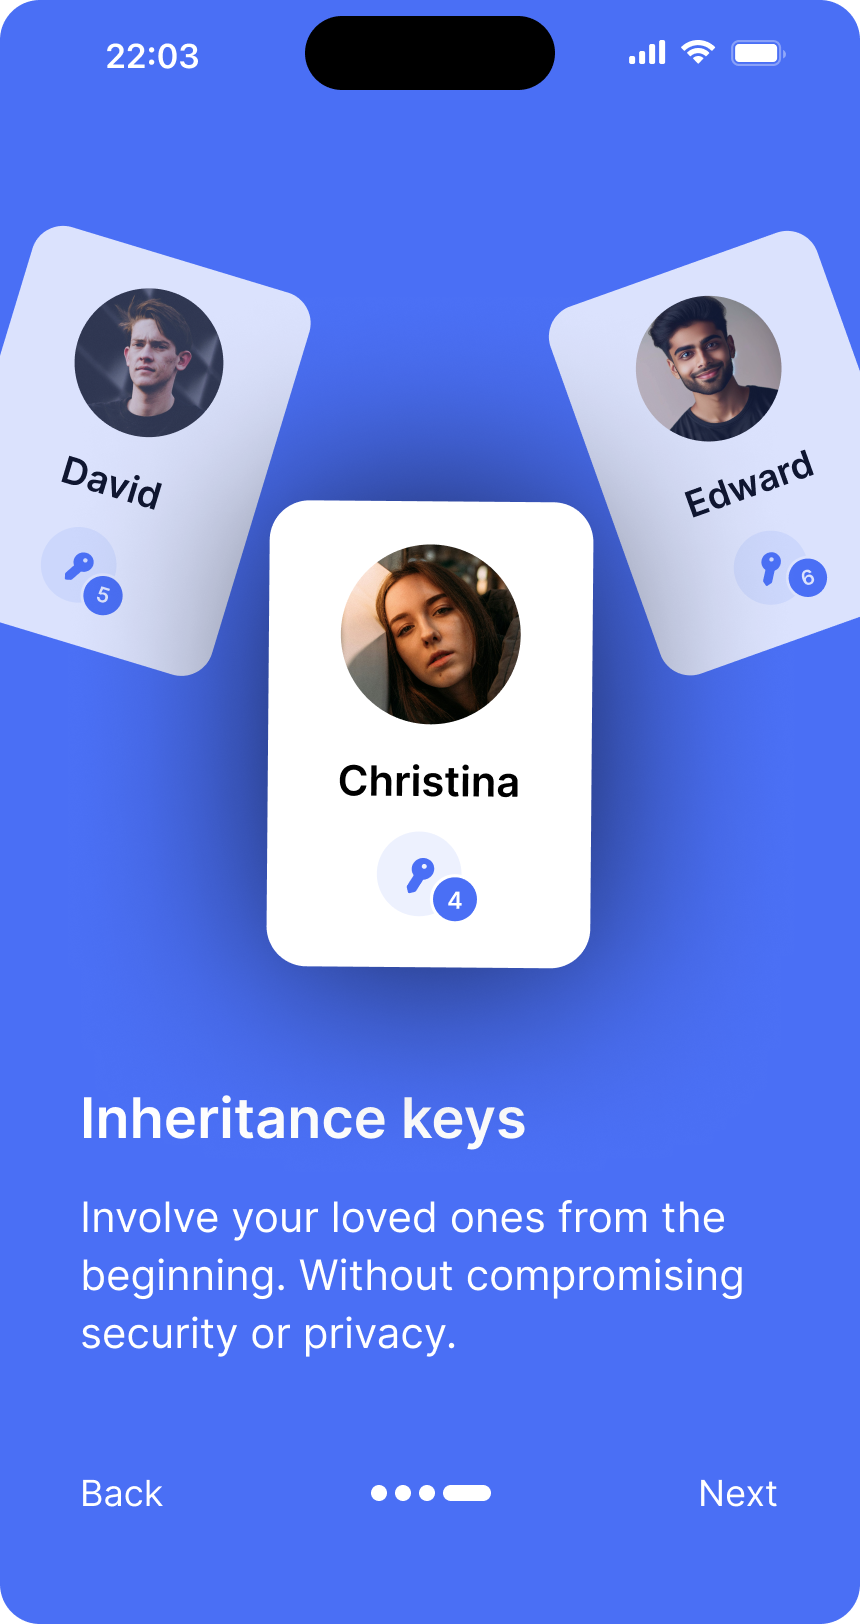 22:03
David
5
Edward
6
Christina
4
Inheritance keys
Involve your loved ones from the
beginning. Without compromising
security or privacy.
Back
Next